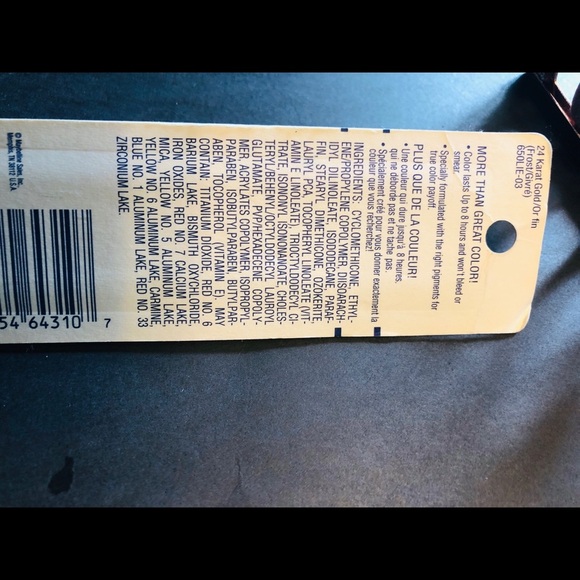 24 Karat Gold/Or fin
(Frost/Givré)
650LIE-03
MORE THAN GREAT COLOR!
• Color lasts up to 8 hours and won't bleed or
smear.
• Specially formulated with the right pigments for
true color payoff.
PLUS QUE DE LA COULEUR!
• Une couleur qui dure jusqu'à 8 heures
qui ne déborde pas et ne tache pas.
• Spécialement créé pour vous donner exactement la
couleur que vous recherchez!
INGREDIENTS: CYCLOMETHICONE, ETHYL-
ENE/PROPYLENE COPOLYMER, DIISOARACH-
IDYL DILINOLEATE, ISODODECANE, PARAF-
FIN, STEARYL DIMETHICONE, OZOKERITE,
LAURYL PCA, TOCOPHERYL LINOLEATE (VIT-
AMIN E LINOLEATE), TRIOCTYLDODECYL CI-
TRATE, ISONONYL ISONONANOATE, CHOLES-
TERYL/BEHENYL/OCTYLDODECYL LAUROYL
GLUTAMATE, PVP/HEXADECENE COPOLY-
MER, ACRYLATES COPOLYMER, ISOPROPYL-
PARABEN, ISOBUTYLPARABEN, BUTYLPAR-
ABEN, TOCOPHEROL (VITAMIN E). MAY
CONTAIN: TITANIUM DIOXIDE, RED NO. 6
BARIUM LAKE, BISMUTH OXYCHLORIDE,
IRON OXIDES, RED NO. 7 CALCIUM LAKE,
MICA, YELLOW NO. 5 ALUMINUM LAKE,
YELLOW NO. 6 ALUMINUM LAKE, CARMINE,
BLUE NO. 1 ALUMINUM LAKE, RED NO. 33
ZIRCONIUM LAKE.
© Maybelline Sales, Inc.
Memphis, TN 38112 U.S.A.
54 64310 7